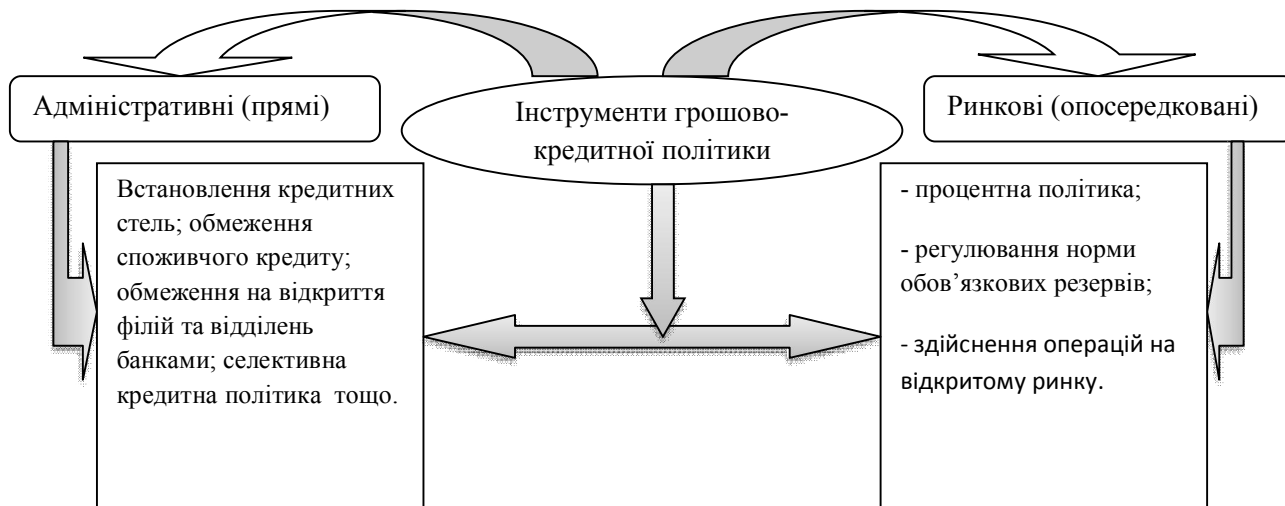 Адміністративні (прямі)
Інструменти грошово-
кредитної політики
Ринкові (опосередковані)
Встановлення кредитних
стель; обмеження
споживчого кредиту;
обмеження на відкриття
філій та відділень
банками; селективна
кредитна політика  тощо.
- процентна політика;
- регулювання норми
обов’язкових резервів;
- здійснення операцій на
відкритому ринку.